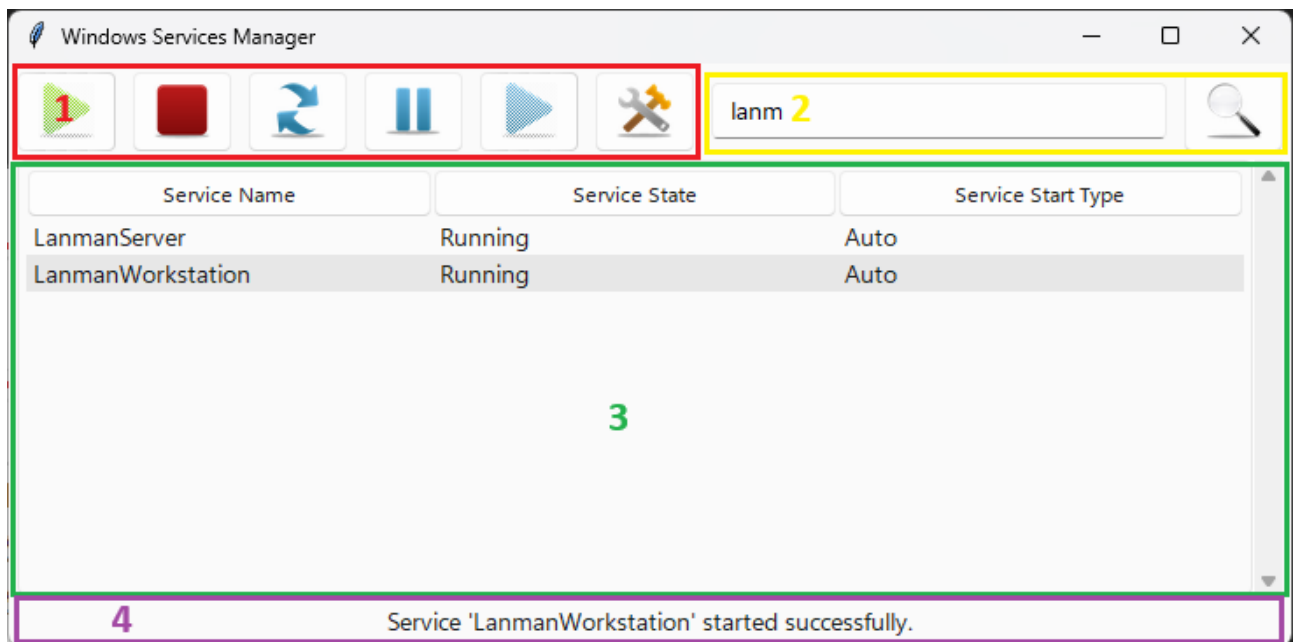 Windows Services Manager
1
lanm 2
Service Name Service State Service Start Type
LanmanServer Running Auto
LanmanWorkstation Running Auto
3
4 Service 'LanmanWorkstation' started successfully.